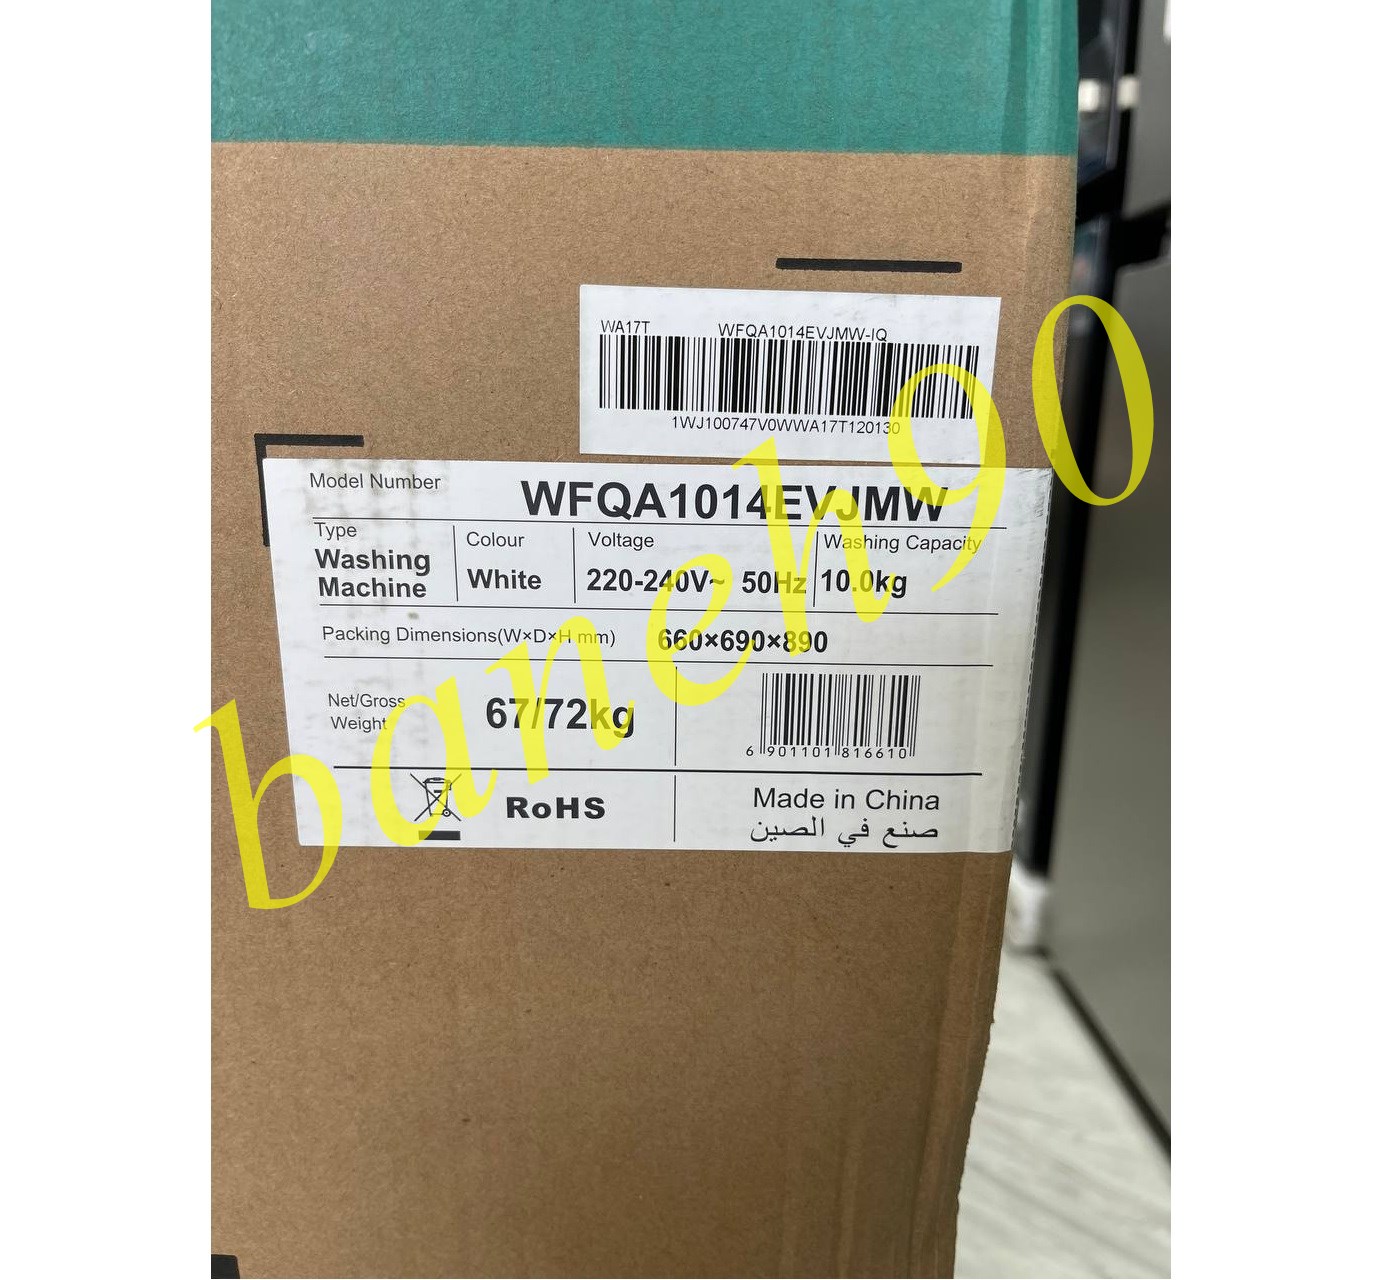 WA17T WFQA1014EVJMW-IQ
1WJ100747V0WWA17T120130
Model Number WFQA1014EVJMW
Type Colour Voltage Washing Capacity
Washing Machine White 220-240V~ 50Hz 10.0kg
Packing Dimensions(W×D×H mm) 660×690×890
Net/Gross Weight 67/72kg
6 901101 816610
RoHS Made in China
صنع في الصين
baneh90